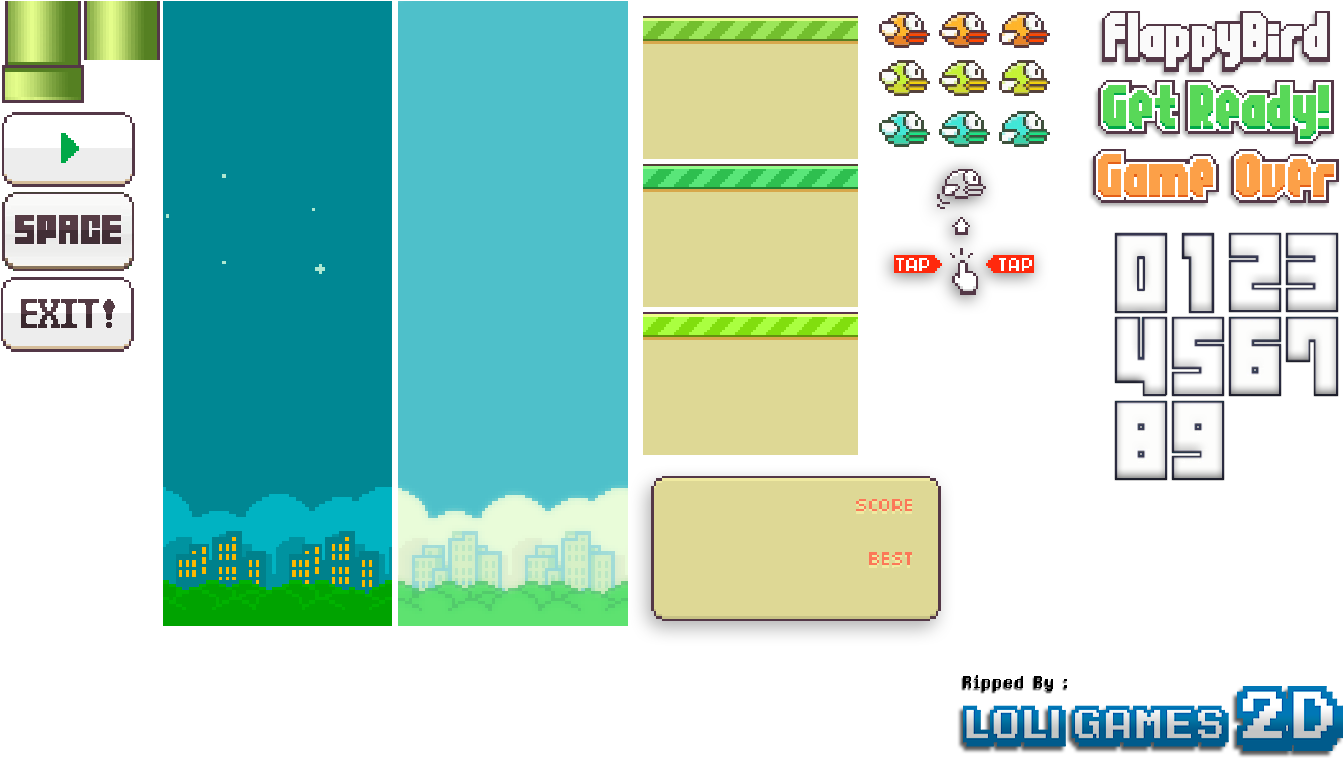 SPACE
EXIT!
SCORE
BEST
TAP TAP
FlappyBird
Get Ready!
Game Over
0123
4567
89
Ripped By :
LOLI GAMES 2D